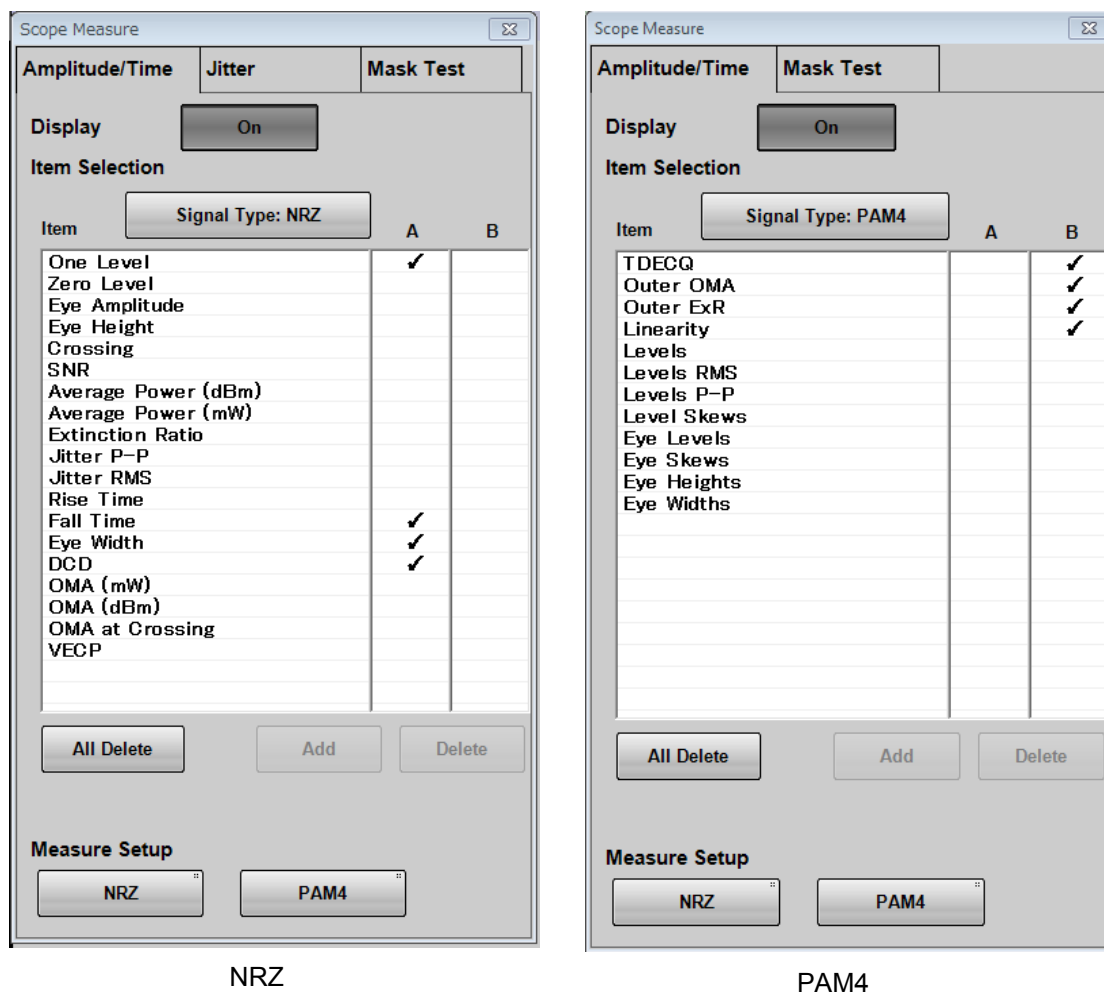 Scope Measure
Amplitude/Time Jitter Mask Test
Display On
Item Selection
Signal Type: NRZ
Item A B
One Level ✓
Zero Level
Eye Amplitude
Eye Height
Crossing
SNR
Average Power (dBm)
Average Power (mW)
Extinction Ratio
Jitter P-P
Jitter RMS
Rise Time
Fall Time ✓
Eye Width ✓
DCD ✓
OMA (mW)
OMA (dBm)
OMA at Crossing
VECP
All Delete Add Delete
Measure Setup
NRZ PAM4
NRZ
Scope Measure
Amplitude/Time Mask Test
Display On
Item Selection
Signal Type: PAM4
Item A B
TDECQ ✓
Outer OMA ✓
Outer ExR ✓
Linearity ✓
Levels
Levels RMS
Levels P-P
Level Skews
Eye Levels
Eye Skews
Eye Heights
Eye Widths
All Delete Add Delete
Measure Setup
NRZ PAM4
PAM4